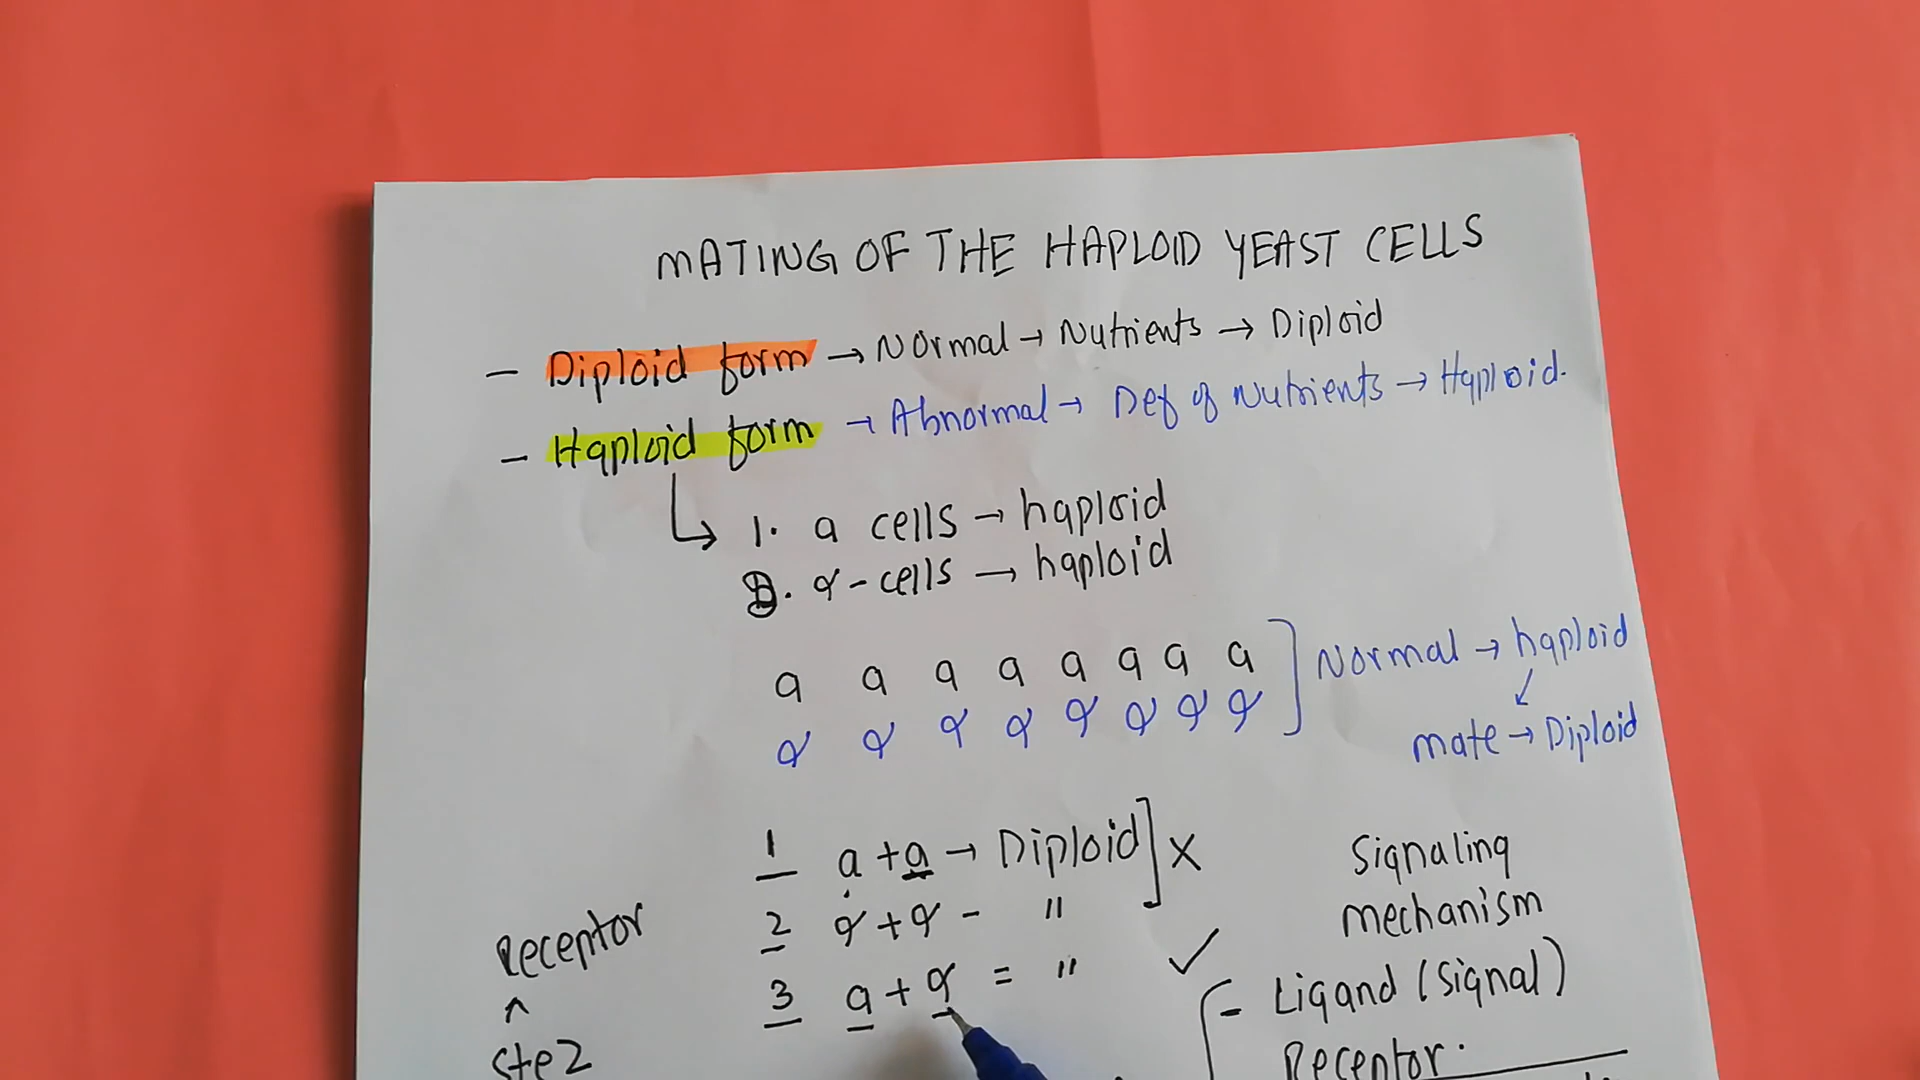 MATING OF THE HAPLOID YEAST CELLS
- Diploid form → Normal → Nutrients → Diploid
- Haploid form → Abnormal → Def of Nutrients → Haploid.
1. a cells → haploid
2. α-cells → haploid
a a a a a a a a
α α α α α α α α
Normal → haploid
mate → Diploid
1 a + a → Diploid ] X
2 α + α - "
3 a + α = " ✓
Receptor
^
Ste2
Signaling
mechanism
- Ligand (signal)
Receptor.